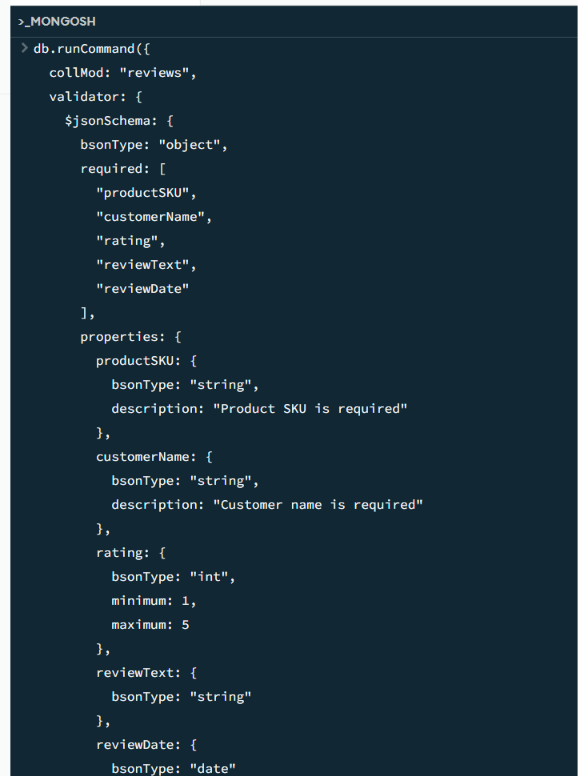 >_MONGOSH
> db.runCommand({
collMod: "reviews",
validator: {
$jsonSchema: {
bsonType: "object",
required: [
"productSKU",
"customerName",
"rating",
"reviewText",
"reviewDate"
],
properties: {
productSKU: {
bsonType: "string",
description: "Product SKU is required"
},
customerName: {
bsonType: "string",
description: "Customer name is required"
},
rating: {
bsonType: "int",
minimum: 1,
maximum: 5
},
reviewText: {
bsonType: "string"
},
reviewDate: {
bsonType: "date"